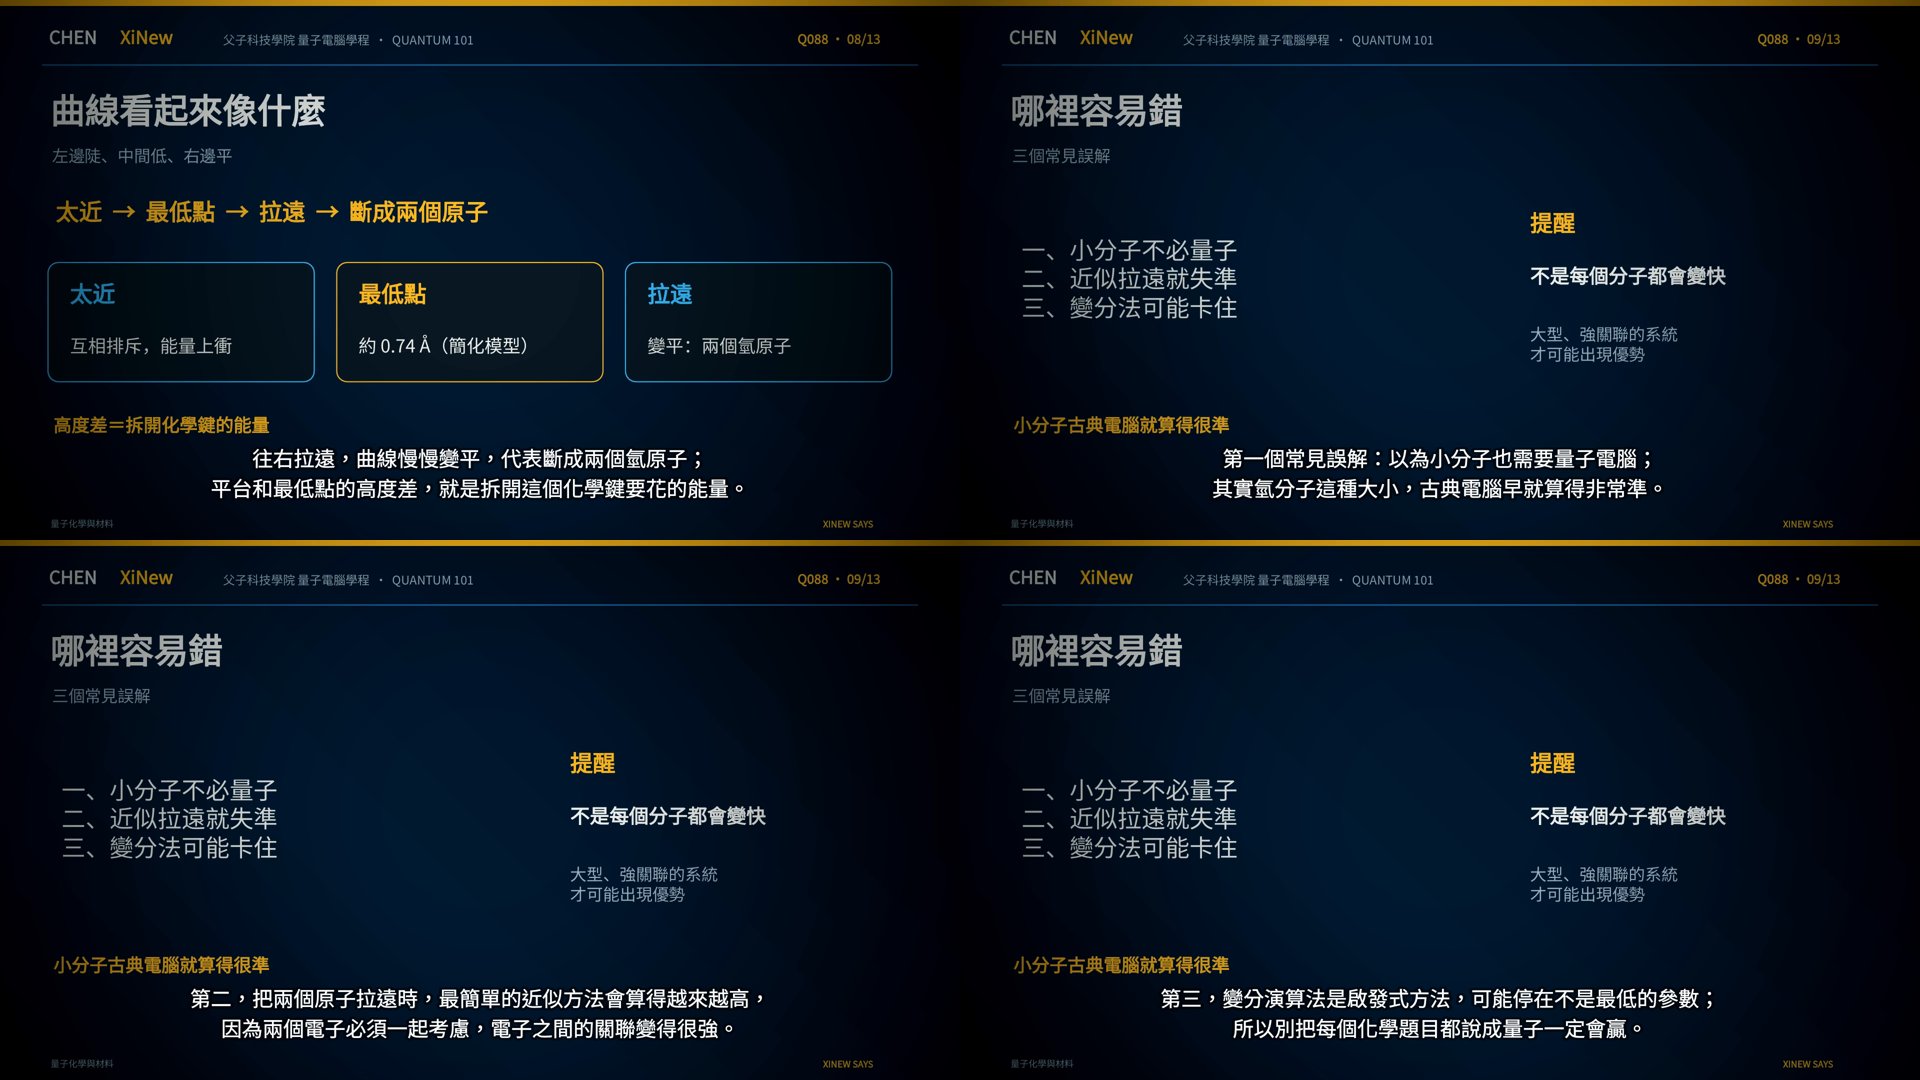 CHEN XiNew 父子科技學院 量子電腦學程 · QUANTUM 101 Q088 · 08/13
曲線看起來像什麼
左邊陡、中間低、右邊平
太近 → 最低點 → 拉遠 → 斷成兩個原子
太近
互相排斥，能量上衝
最低點
約 0.74 Å（簡化模型）
拉遠
變平：兩個氫原子
高度差＝拆開化學鍵的能量
往右拉遠，曲線慢慢變平，代表斷成兩個氫原子；
平台和最低點的高度差，就是拆開這個化學鍵要花的能量。
量子化學與材料 XINEW SAYS
CHEN XiNew 父子科技學院 量子電腦學程 · QUANTUM 101 Q088 · 09/13
哪裡容易錯
三個常見誤解
一、小分子不必量子
二、近似拉遠就失準
三、變分法可能卡住
提醒
不是每個分子都會變快
大型、強關聯的系統
才可能出現優勢
小分子古典電腦就算得很準
第一個常見誤解：以為小分子也需要量子電腦；
其實氫分子這種大小，古典電腦早就算得非常準。
量子化學與材料 XINEW SAYS
CHEN XiNew 父子科技學院 量子電腦學程 · QUANTUM 101 Q088 · 09/13
哪裡容易錯
三個常見誤解
一、小分子不必量子
二、近似拉遠就失準
三、變分法可能卡住
提醒
不是每個分子都會變快
大型、強關聯的系統
才可能出現優勢
小分子古典電腦就算得很準
第二，把兩個原子拉遠時，最簡單的近似方法會算得越來越高，
因為兩個電子必須一起考慮，電子之間的關聯變得很強。
量子化學與材料 XINEW SAYS
CHEN XiNew 父子科技學院 量子電腦學程 · QUANTUM 101 Q088 · 09/13
哪裡容易錯
三個常見誤解
一、小分子不必量子
二、近似拉遠就失準
三、變分法可能卡住
提醒
不是每個分子都會變快
大型、強關聯的系統
才可能出現優勢
小分子古典電腦就算得很準
第三，變分演算法是啟發式方法，可能停在不是最低的參數；
所以別把每個化學題目都說成量子一定會贏。
量子化學與材料 XINEW SAYS